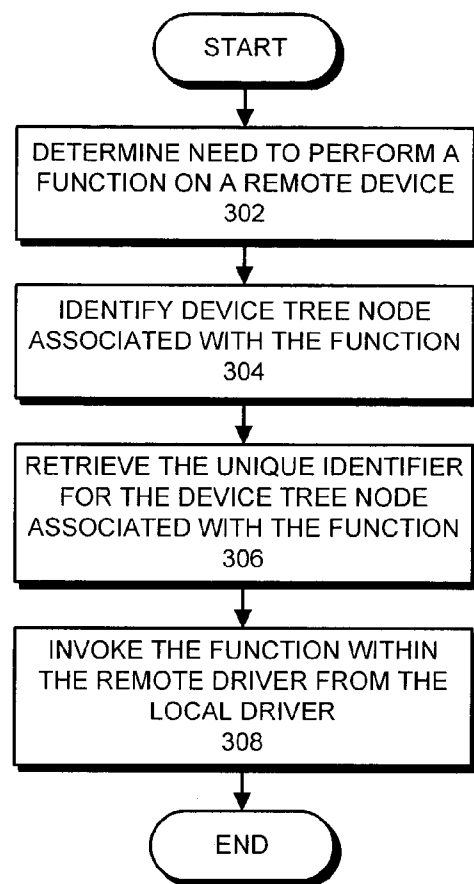 START
DETERMINE NEED TO PERFORM A
FUNCTION ON A REMOTE DEVICE
302
IDENTIFY DEVICE TREE NODE
ASSOCIATED WITH THE FUNCTION
304
RETRIEVE THE UNIQUE IDENTIFIER
FOR THE DEVICE TREE NODE
ASSOCIATED WITH THE FUNCTION
306
INVOKE THE FUNCTION WITHIN
THE REMOTE DRIVER FROM THE
LOCAL DRIVER
308
END